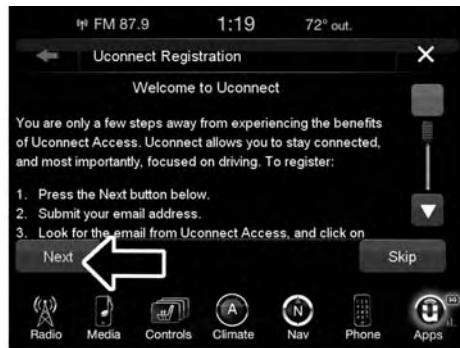 FM 87.9 1:19 72° out.
Uconnect Registration
Welcome to Uconnect
You are only a few steps away from experiencing the benefits
of Uconnect Access. Uconnect allows you to stay connected,
and most importantly, focused on driving. To register:
1. Press the Next button below.
2. Submit your email address.
3. Look for the email from Uconnect Access, and click on
Next Skip
A N
Radio Media Controls Climate Nav Phone Apps